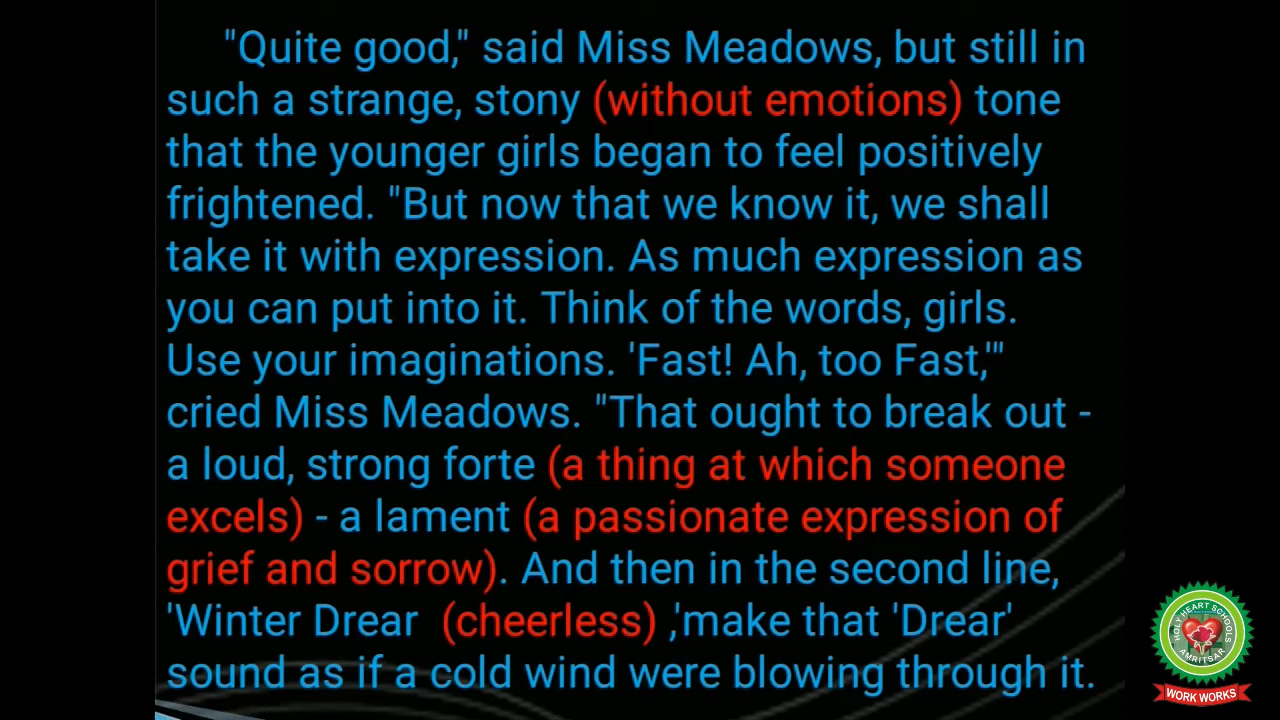 "Quite good," said Miss Meadows, but still in
such a strange, stony (without emotions) tone
that the younger girls began to feel positively
frightened. "But now that we know it, we shall
take it with expression. As much expression as
you can put into it. Think of the words, girls.
Use your imaginations. 'Fast! Ah, too Fast,'"
cried Miss Meadows. "That ought to break out -
a loud, strong forte (a thing at which someone
excels) - a lament (a passionate expression of
grief and sorrow). And then in the second line,
'Winter Drear (cheerless) ,'make that 'Drear'
sound as if a cold wind were blowing through it.
HOLY HEART SCHOOLS
AMRITSAR
WORK WORKS